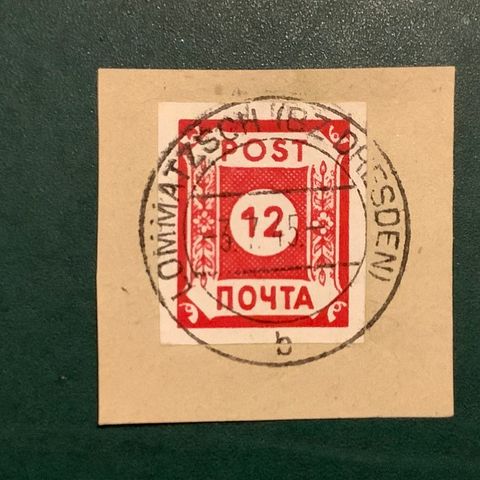 LOMMATZSCH (BZ DRESDEN)
POST
12
ПОЧТА
b